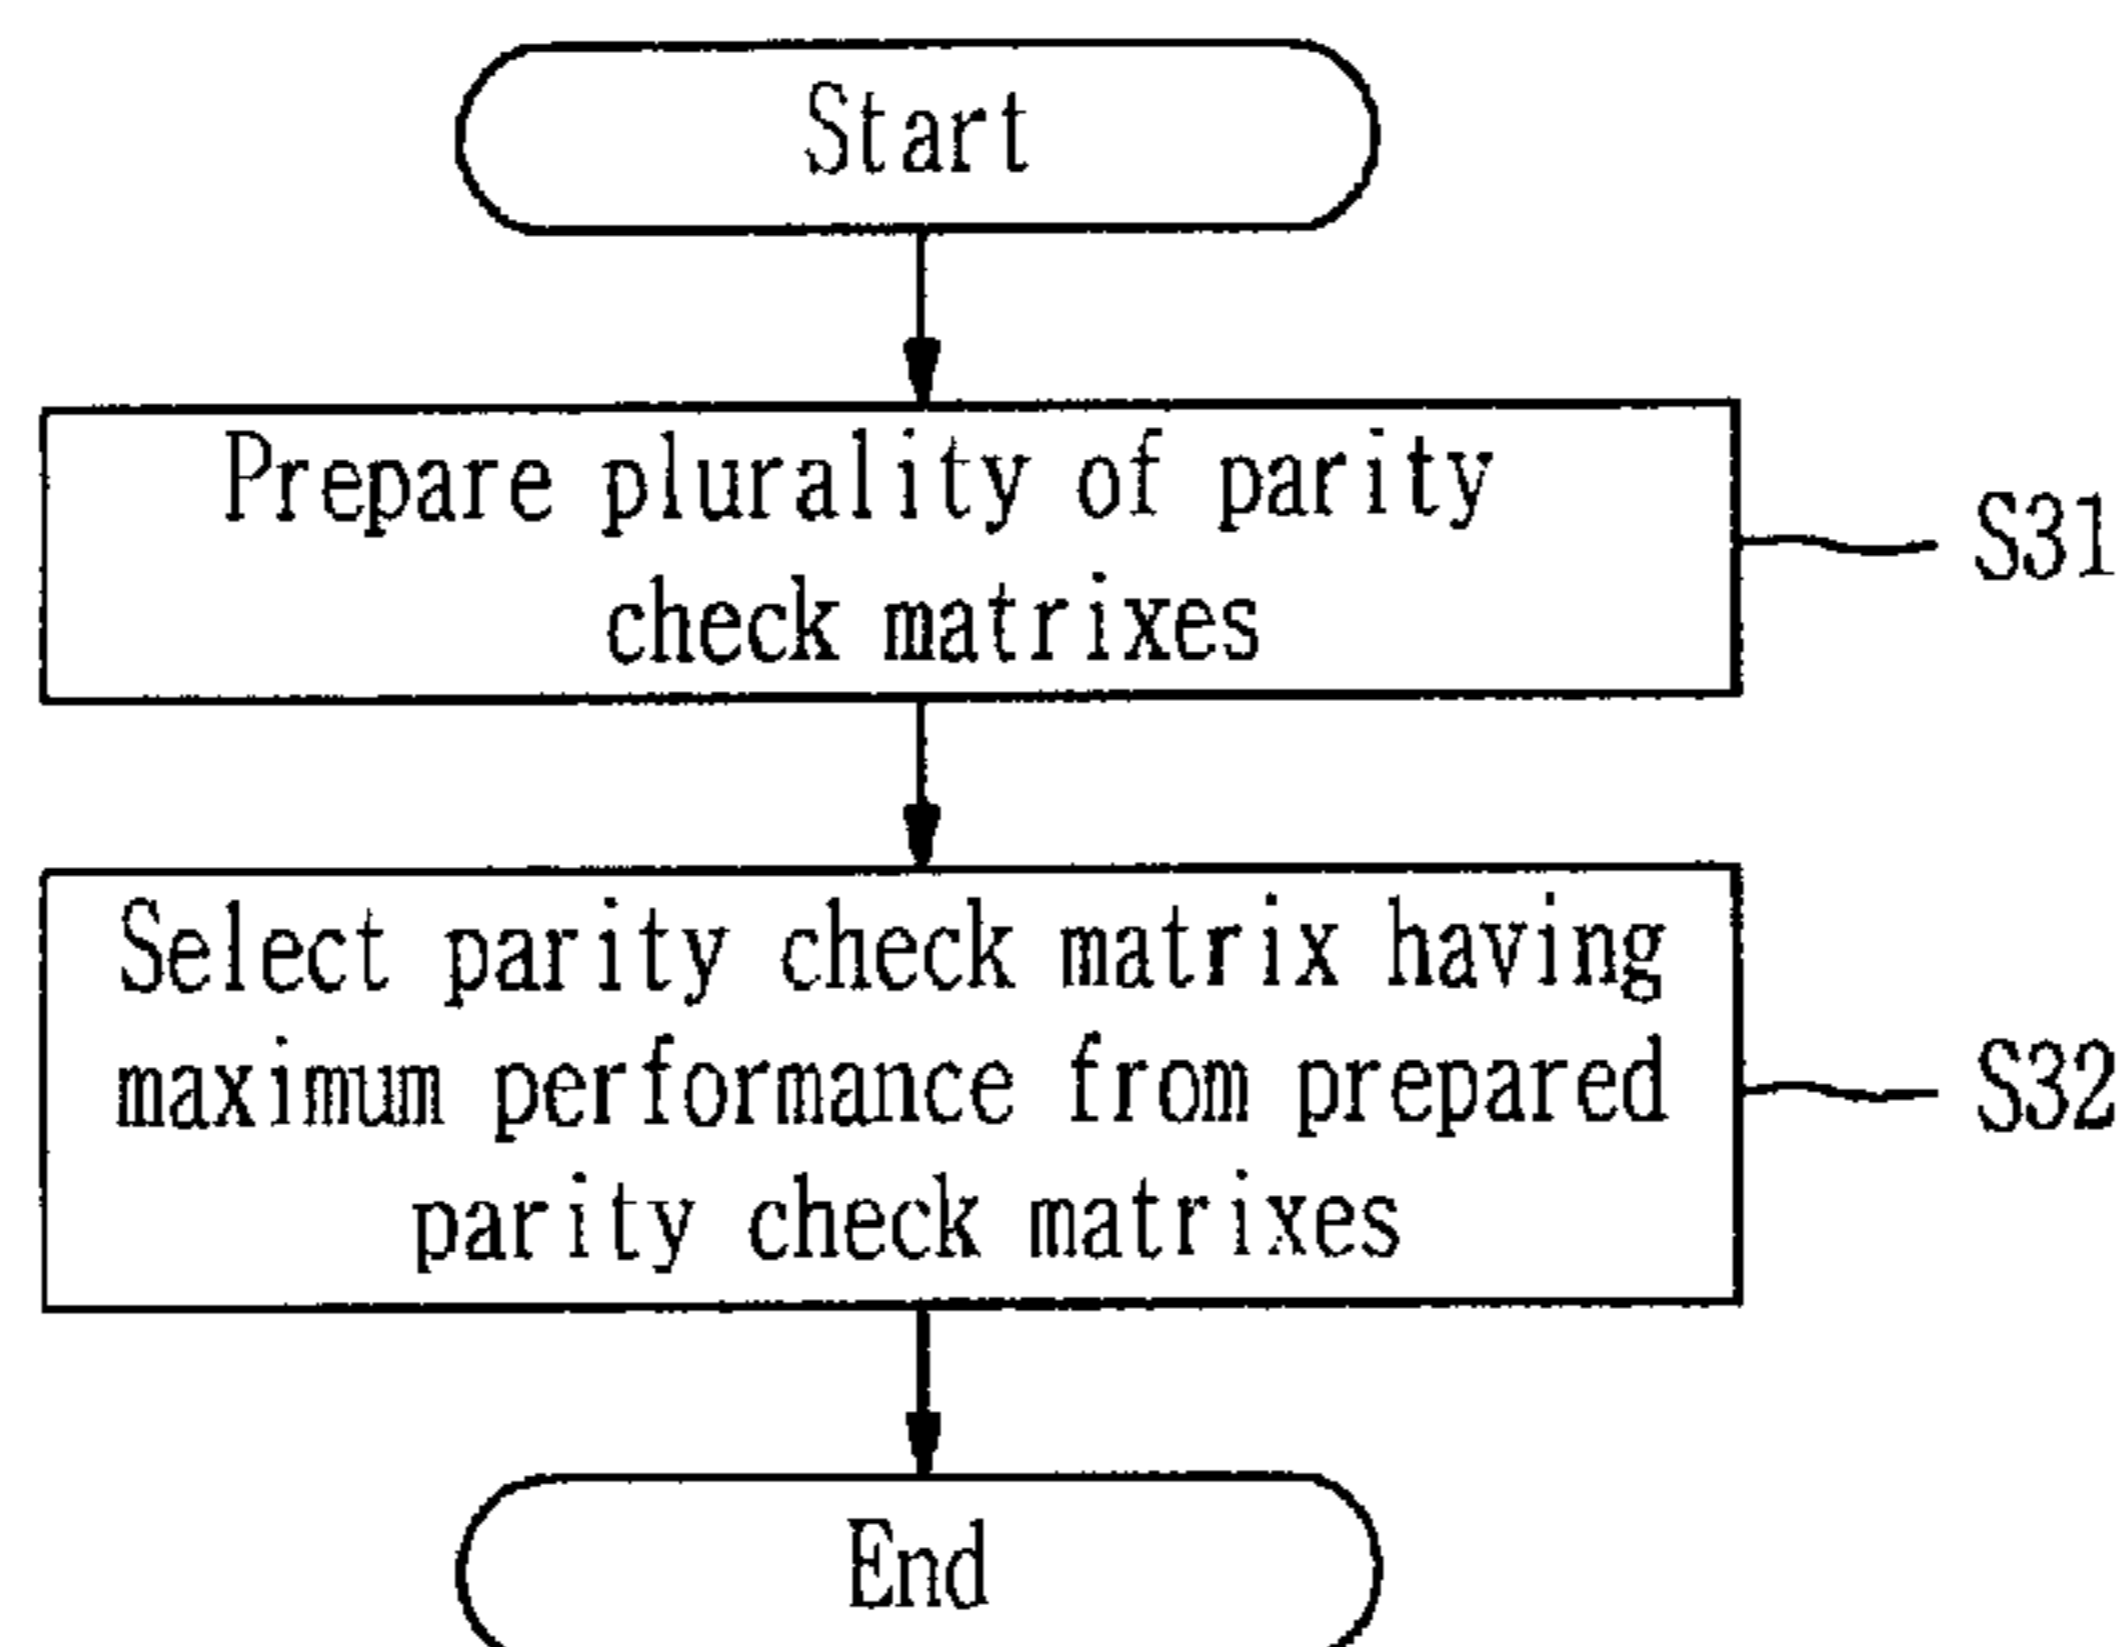 Start
Prepare plurality of parity
check matrixes
S31
Select parity check matrix having
maximum performance from prepared
parity check matrixes
S32
End